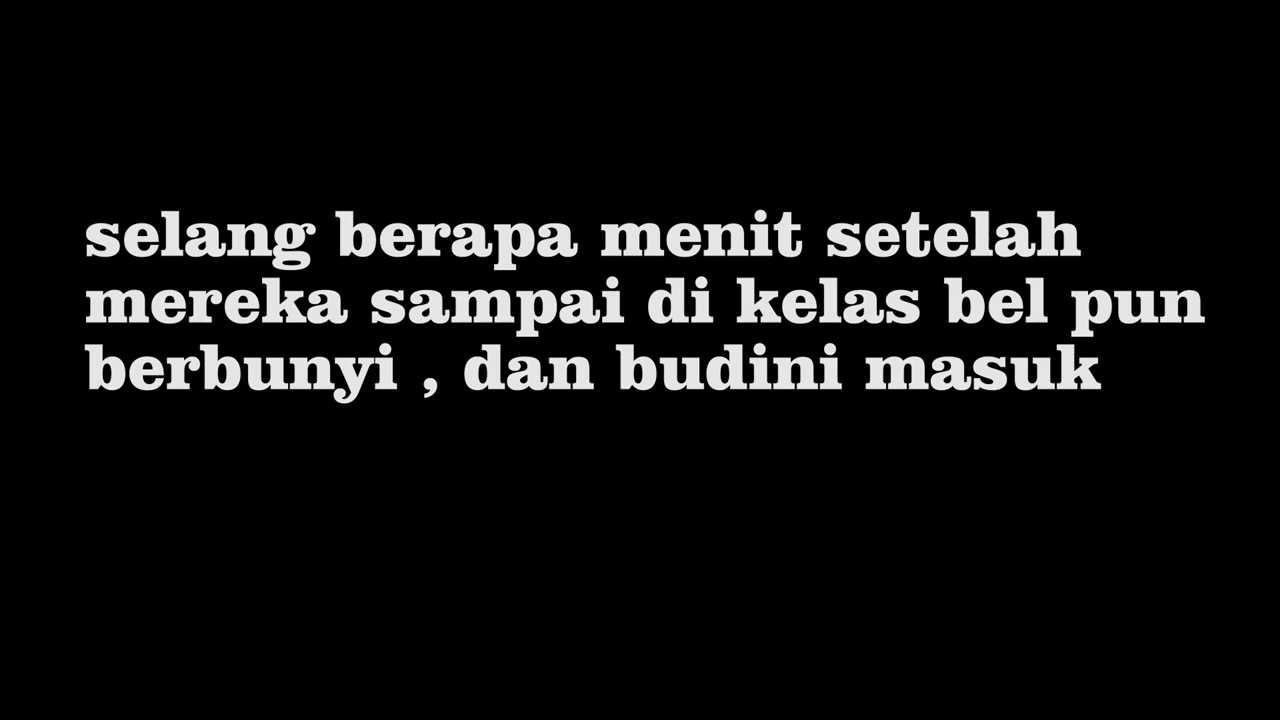 selang berapa menit setelah
mereka sampai di kelas bel pun
berbunyi , dan budini masuk